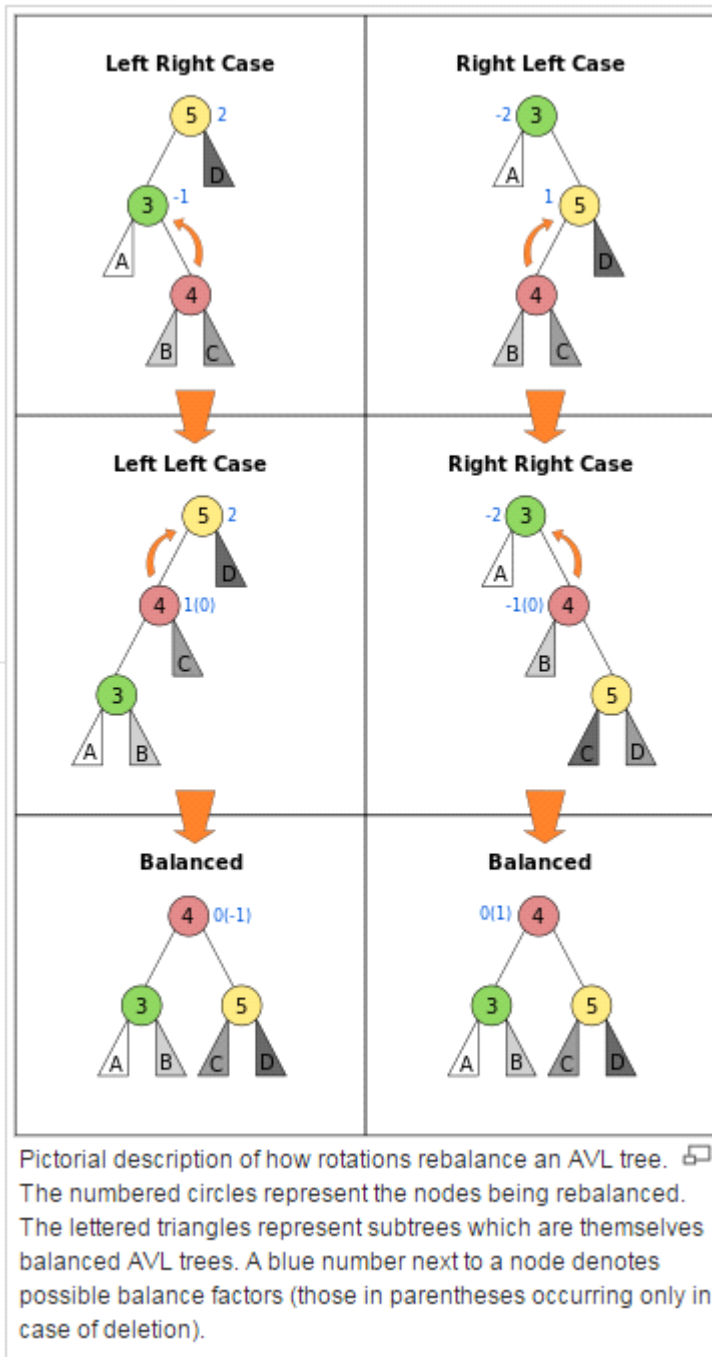 Left Right Case
5 2
D
3 -1
A
4
B C
Right Left Case
-2 3
A
1 5
D
4
B C
Left Left Case
5 2
D
4 1(0)
C
3
A B
Right Right Case
-2 3
A
-1(0) 4
B
5
C D
Balanced
4 0(-1)
3 5
A B C D
Balanced
0(1) 4
3 5
A B C D
Pictorial description of how rotations rebalance an AVL tree.
The numbered circles represent the nodes being rebalanced.
The lettered triangles represent subtrees which are themselves
balanced AVL trees. A blue number next to a node denotes
possible balance factors (those in parentheses occurring only in
case of deletion).